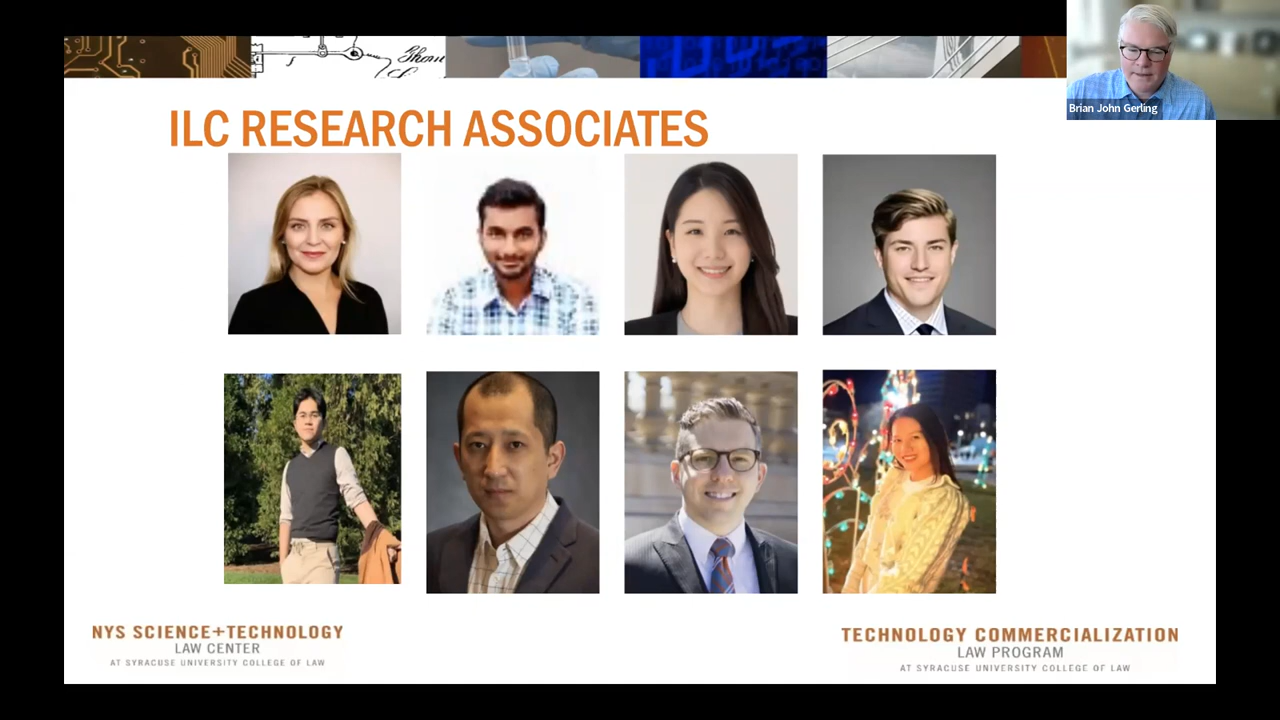 Brian John Gerling
ILC RESEARCH ASSOCIATES
NYS SCIENCE+TECHNOLOGY
LAW CENTER
AT SYRACUSE UNIVERSITY COLLEGE OF LAW
TECHNOLOGY COMMERCIALIZATION
LAW PROGRAM
AT SYRACUSE UNIVERSITY COLLEGE OF LAW